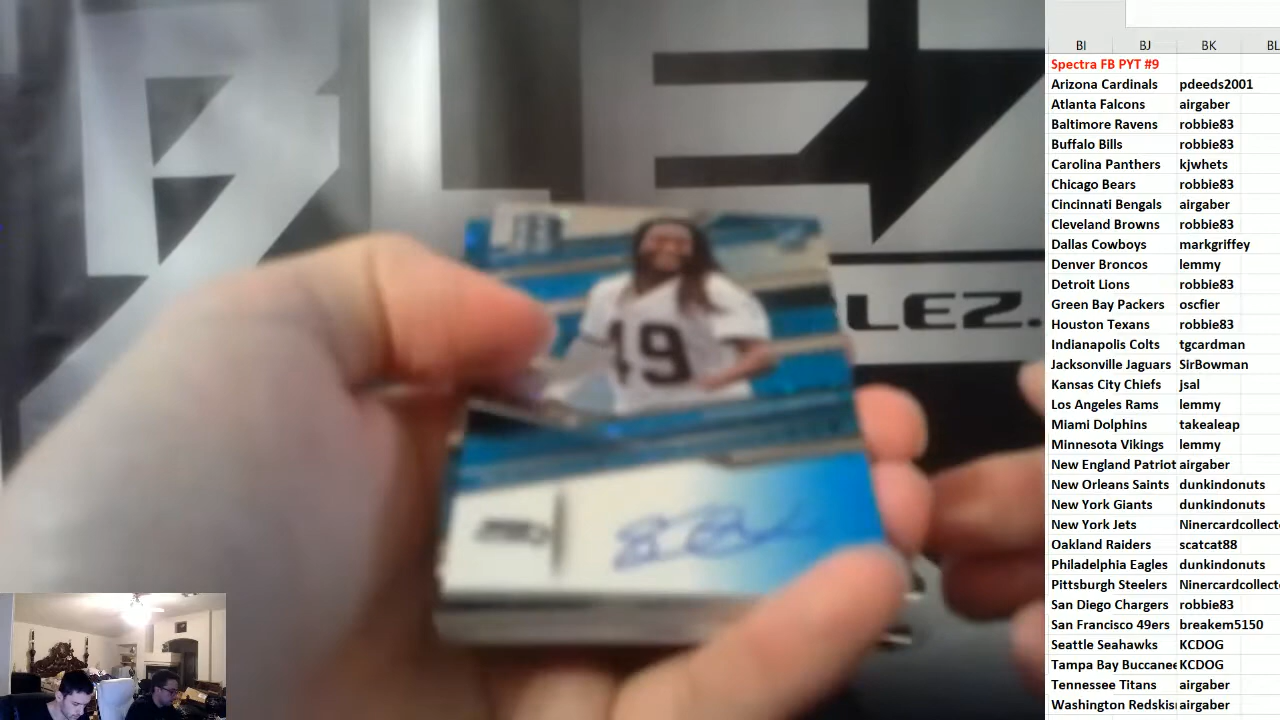 BLEZ
LEZ.
49
BI BJ BK BL
Spectra FB PYT #9
Arizona Cardinals pdeeds2001
Atlanta Falcons airgaber
Baltimore Ravens robbie83
Buffalo Bills robbie83
Carolina Panthers kjwhets
Chicago Bears robbie83
Cincinnati Bengals airgaber
Cleveland Browns robbie83
Dallas Cowboys markgriffey
Denver Broncos lemmy
Detroit Lions robbie83
Green Bay Packers oscfier
Houston Texans robbie83
Indianapolis Colts tgcardman
Jacksonville Jaguars SirBowman
Kansas City Chiefs jsal
Los Angeles Rams lemmy
Miami Dolphins takealeap
Minnesota Vikings lemmy
New England Patriot airgaber
New Orleans Saints dunkindonuts
New York Giants dunkindonuts
New York Jets Ninercardcollect
Oakland Raiders scatcat88
Philadelphia Eagles dunkindonuts
Pittsburgh Steelers Ninercardcollect
San Diego Chargers robbie83
San Francisco 49ers breakem5150
Seattle Seahawks KCDOG
Tampa Bay Buccanee KCDOG
Tennessee Titans airgaber
Washington Redskis airgaber